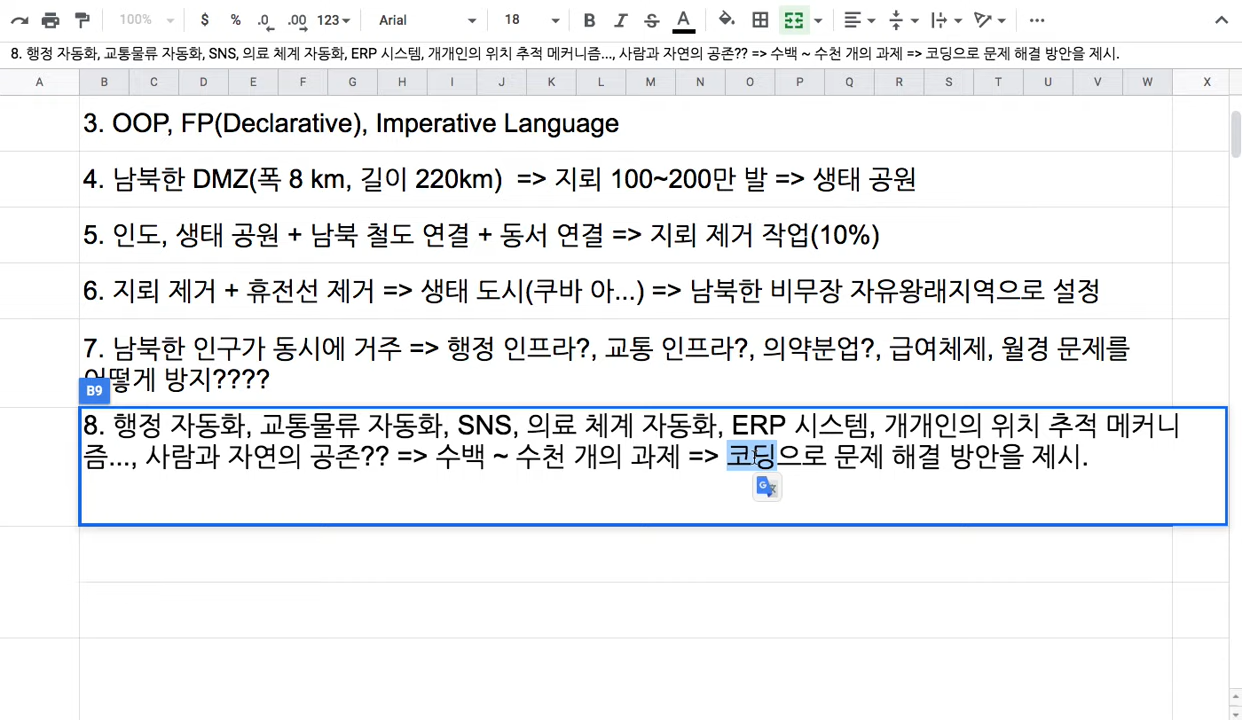 100% $ % .0 .00 123 Arial 18 B I S A
8. 행정 자동화, 교통물류 자동화, SNS, 의료 체계 자동화, ERP 시스템, 개개인의 위치 추적 메커니즘..., 사람과 자연의 공존?? => 수백 ~ 수천 개의 과제 => 코딩으로 문제 해결 방안을 제시.
A B C D E F G H I J K L M N O P Q R S T U V W X
3. OOP, FP(Declarative), Imperative Language
4. 남북한 DMZ(폭 8 km, 길이 220km) => 지뢰 100~200만 발 => 생태 공원
5. 인도, 생태 공원 + 남북 철도 연결 + 동서 연결 => 지뢰 제거 작업(10%)
6. 지뢰 제거 + 휴전선 제거 => 생태 도시(쿠바 아...) => 남북한 비무장 자유왕래지역으로 설정
7. 남북한 인구가 동시에 거주 => 행정 인프라?, 교통 인프라?, 의약분업?, 급여체제, 월경 문제를
어떻게 방지????
B9
8. 행정 자동화, 교통물류 자동화, SNS, 의료 체계 자동화, ERP 시스템, 개개인의 위치 추적 메커니
즘..., 사람과 자연의 공존?? => 수백 ~ 수천 개의 과제 => 코딩으로 문제 해결 방안을 제시.